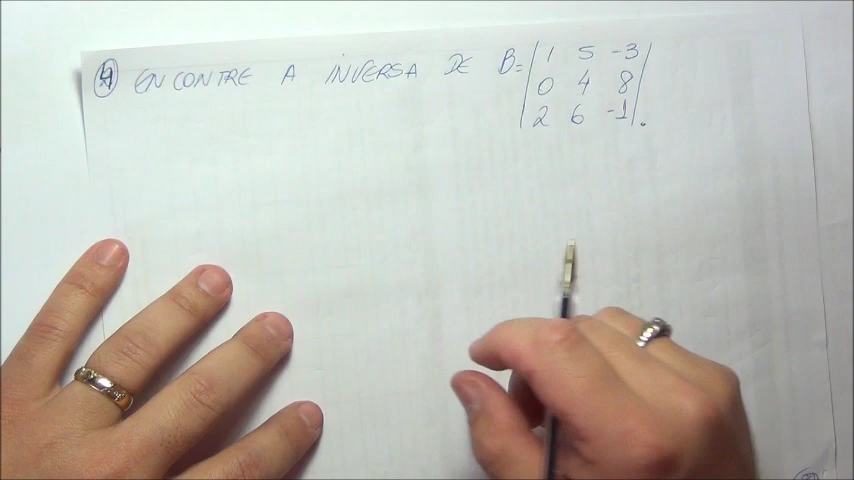 4 ENCONTRE A INVERSA DE B= | 1 5 -3 |
| 0 4 8 |
| 2 6 -1 |.